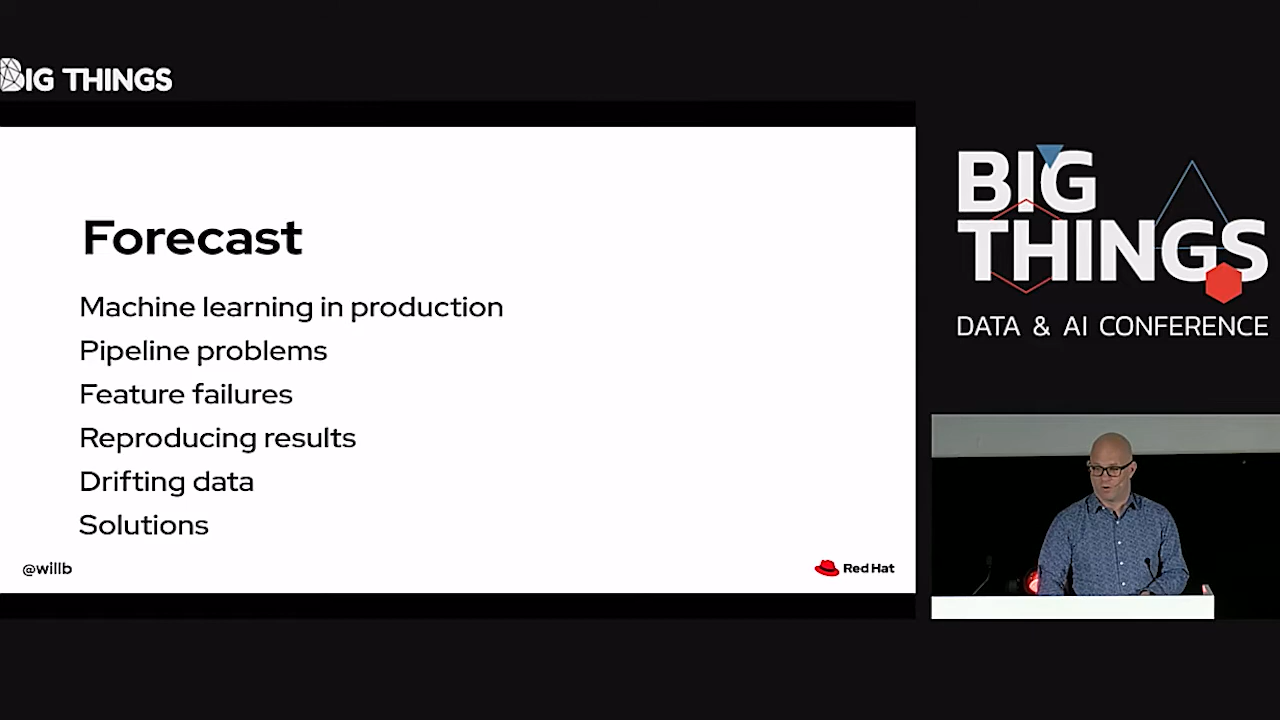 BIG THINGS
Forecast
Machine learning in production
Pipeline problems
Feature failures
Reproducing results
Drifting data
Solutions
@willb
Red Hat
BIG
THINGS
DATA & AI CONFERENCE